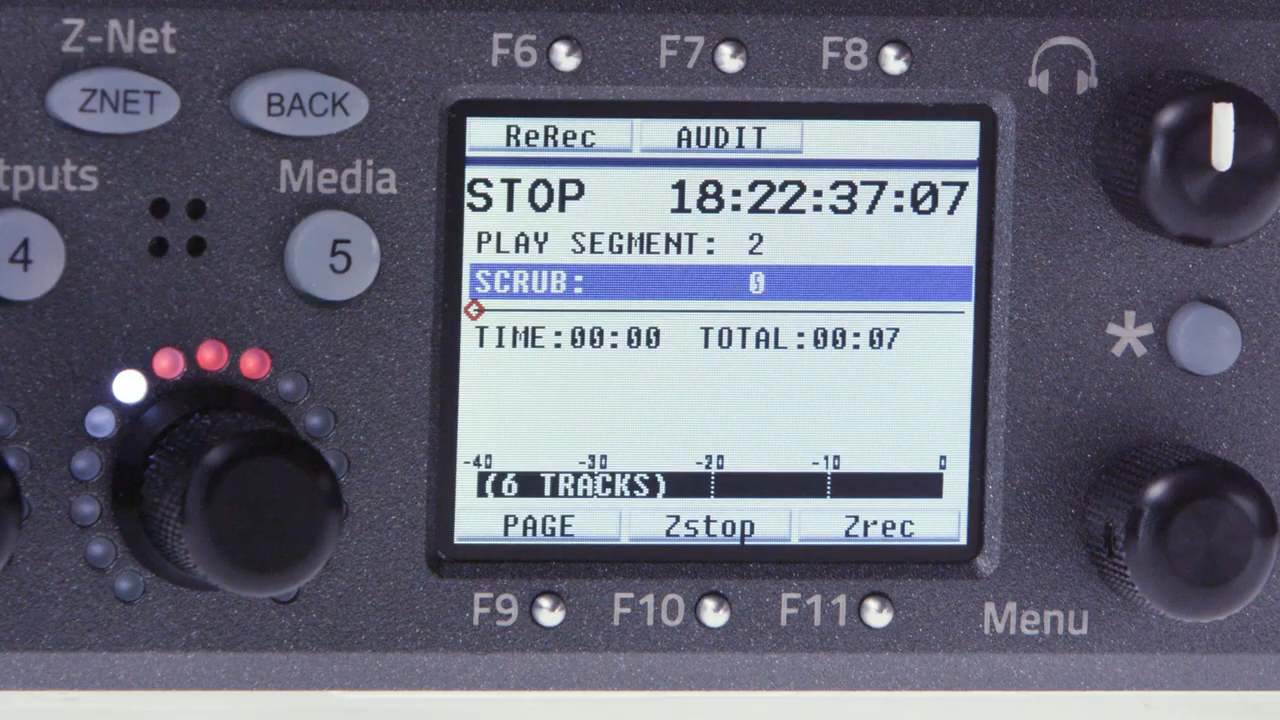 Z-Net
F6 F7 F8
ZNET BACK
ReRec AUDIT
tputs Media
STOP 18:22:37:07
PLAY SEGMENT: 2
4 5
SCRUB: 0
TIME:00:00 TOTAL:00:07
*
-40 -30 -20 -10 0
(6 TRACKS)
PAGE Zstop Zrec
F9 F10 F11 Menu